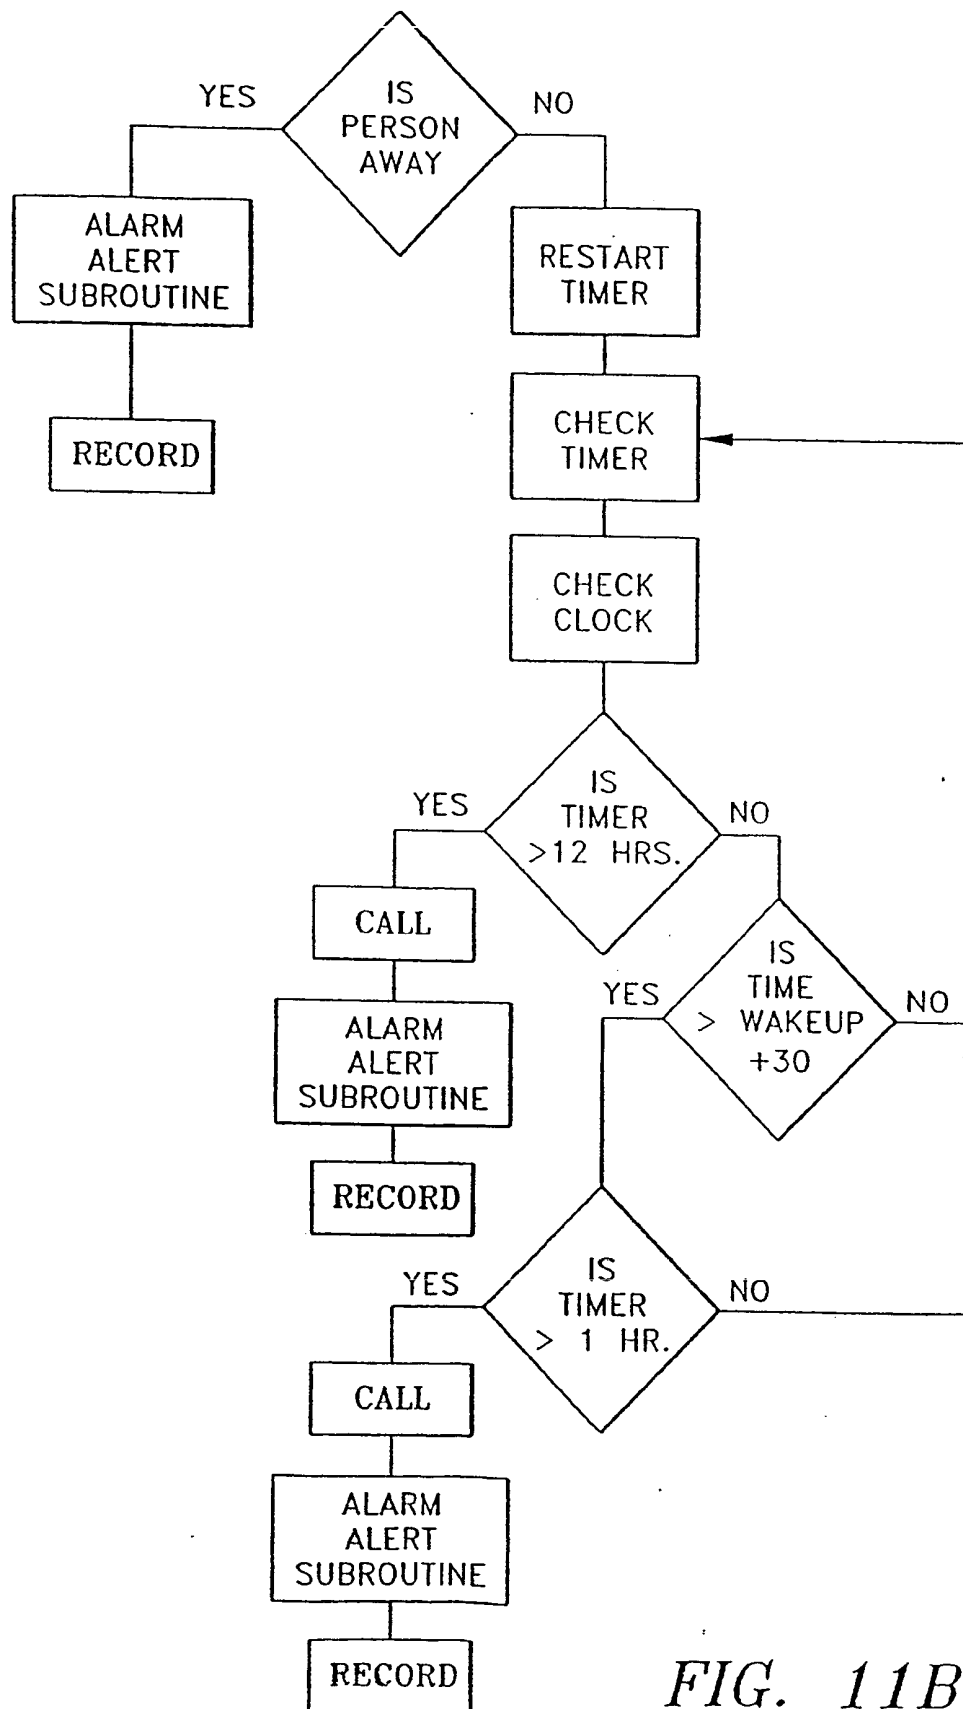 IS
PERSON
AWAY
YES
NO
ALARM
ALERT
SUBROUTINE
RECORD
RESTART
TIMER
CHECK
TIMER
CHECK
CLOCK
IS
TIMER
>12 HRS.
YES
NO
CALL
ALARM
ALERT
SUBROUTINE
RECORD
IS
TIME
> WAKEUP
+30
YES
NO
IS
TIMER
> 1 HR.
YES
NO
CALL
ALARM
ALERT
SUBROUTINE
RECORD
FIG. 11B